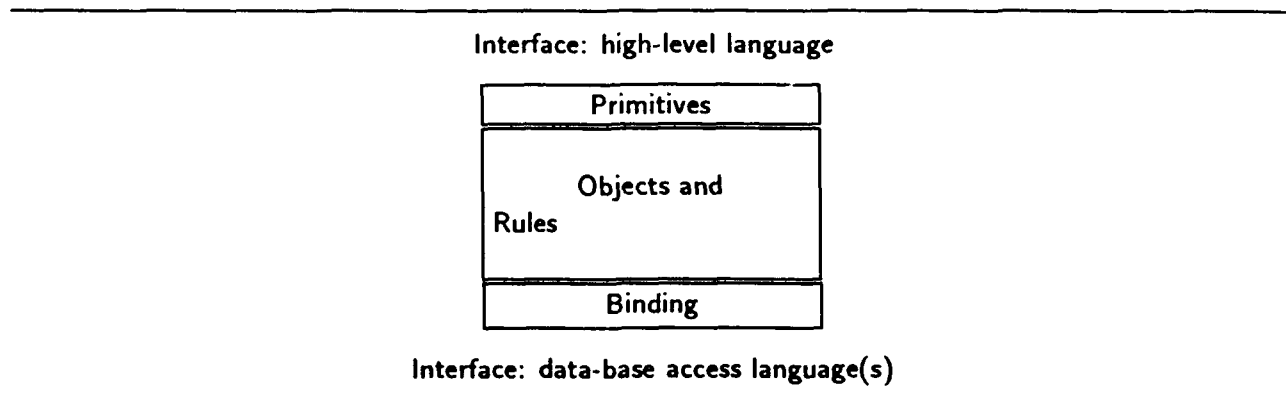 Interface: high-level language
Primitives
Objects and
Rules
Binding
Interface: data-base access language(s)